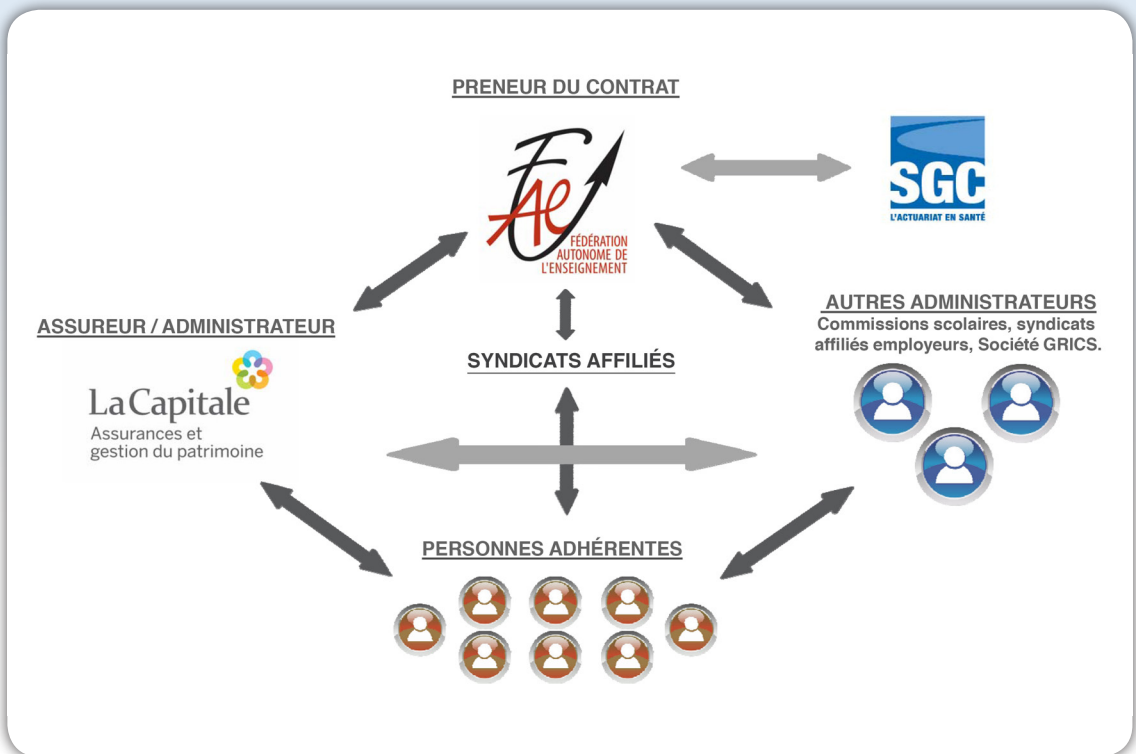 PRENEUR DU CONTRAT
FAe
FÉDÉRATION
AUTONOME DE
L'ENSEIGNEMENT
SGC
L'ACTUARIAT EN SANTÉ
ASSUREUR / ADMINISTRATEUR
La Capitale
Assurances et
gestion du patrimoine
SYNDICATS AFFILIÉS
AUTRES ADMINISTRATEURS
Commissions scolaires, syndicats
affiliés employeurs, Société GRICS.
PERSONNES ADHÉRENTES